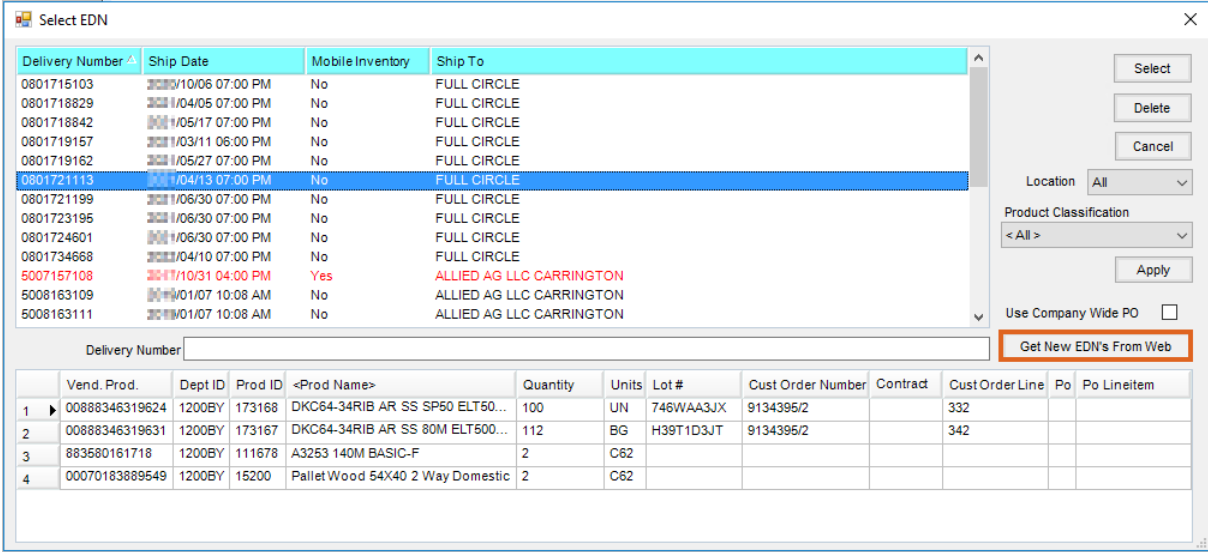 Select EDN
Delivery Number Ship Date Mobile Inventory Ship To
0801715103 /10/06 07:00 PM No FULL CIRCLE
0801718829 /04/05 07:00 PM No FULL CIRCLE
0801718842 /05/17 07:00 PM No FULL CIRCLE
0801719157 /03/11 06:00 PM No FULL CIRCLE
0801719162 /05/27 07:00 PM No FULL CIRCLE
0801721113 /04/13 07:00 PM No FULL CIRCLE
0801721199 /06/30 07:00 PM No FULL CIRCLE
0801723195 /06/30 07:00 PM No FULL CIRCLE
0801724601 /06/30 07:00 PM No FULL CIRCLE
0801734668 /04/10 07:00 PM No FULL CIRCLE
5007157108 /10/31 04:00 PM Yes ALLIED AG LLC CARRINGTON
5008163109 /01/07 10:08 AM No ALLIED AG LLC CARRINGTON
5008163111 /01/07 10:08 AM No ALLIED AG LLC CARRINGTON
Select
Delete
Cancel
Location All
Product Classification
< All >
Apply
Use Company Wide PO
Delivery Number
Get New EDN's From Web
Vend. Prod. Dept ID Prod ID <Prod Name> Quantity Units Lot # Cust Order Number Contract Cust Order Line Po Po Lineitem
1 00888346319624 1200BY 173168 DKC64-34RIB AR SS SP50 ELT50... 100 UN 746WAA3JX 9134395/2 332
2 00888346319631 1200BY 173167 DKC64-34RIB AR SS 80M ELT500... 112 BG H39T1D3JT 9134395/2 342
3 883580161718 1200BY 111678 A3253 140M BASIC-F 2 C62
4 00070183889549 1200BY 15200 Pallet Wood 54X40 2 Way Domestic 2 C62